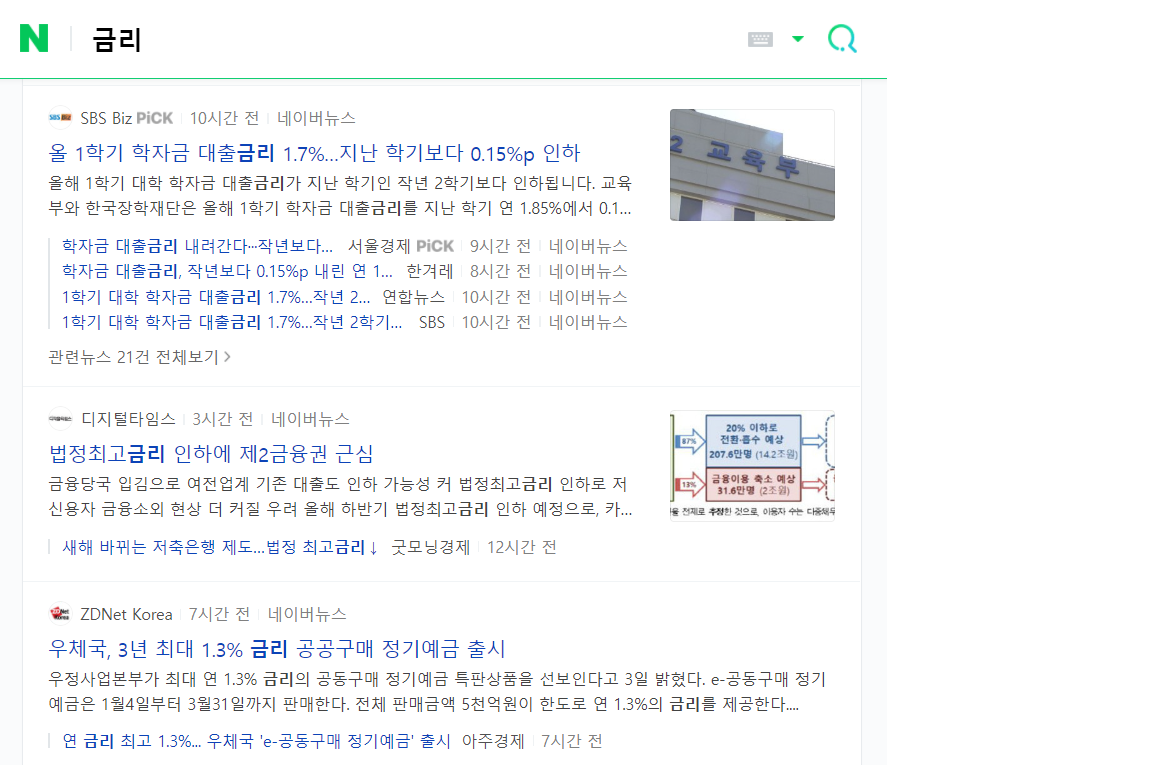 N 금리
SBS Biz PiCK 10시간 전 네이버뉴스
올 1학기 학자금 대출금리 1.7%...지난 학기보다 0.15%p 인하
올해 1학기 대학 학자금 대출금리가 지난 학기인 작년 2학기보다 인하됩니다. 교육
부와 한국장학재단은 올해 1학기 학자금 대출금리를 지난 학기 연 1.85%에서 0.1...
2 교육부
학자금 대출금리 내려간다···작년보다... 서울경제 PiCK 9시간 전 네이버뉴스
학자금 대출금리, 작년보다 0.15%p 내린 연 1... 한겨레 8시간 전 네이버뉴스
1학기 대학 학자금 대출금리 1.7%...작년 2... 연합뉴스 10시간 전 네이버뉴스
1학기 대학 학자금 대출금리 1.7%...작년 2학기... SBS 10시간 전 네이버뉴스
관련뉴스 21건 전체보기 >
디지털타임스 3시간 전 네이버뉴스
법정최고금리 인하에 제2금융권 근심
금융당국 입김으로 여전업계 기존 대출도 인하 가능성 커 법정최고금리 인하로 저
신용자 금융소외 현상 더 커질 우려 올해 하반기 법정최고금리 인하 예정으로, 카...
87%
20% 이하로
전환·흡수 예상
207.6만명 (14.2조원)
13%
금융이용 축소 예상
31.6만명 (2조원)
전제로 추정한 것으로, 이용자 수는 다중채무
새해 바뀌는 저축은행 제도...법정 최고금리↓ 굿모닝경제 12시간 전
ZDNet Korea 7시간 전 네이버뉴스
우체국, 3년 최대 1.3% 금리 공공구매 정기예금 출시
우정사업본부가 최대 연 1.3% 금리의 공동구매 정기예금 특판상품을 선보인다고 3일 밝혔다. e-공동구매 정기
예금은 1월4일부터 3월31일까지 판매한다. 전체 판매금액 5천억원이 한도로 연 1.3%의 금리를 제공한다....
연 금리 최고 1.3%... 우체국 'e-공동구매 정기예금' 출시 아주경제 7시간 전